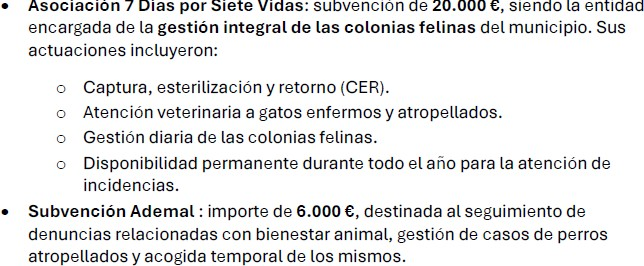 • Asociación 7 Días por Siete Vidas: subvención de 20.000 €, siendo la entidad
encargada de la gestión integral de las colonias felinas del municipio. Sus
actuaciones incluyeron:
o Captura, esterilización y retorno (CER).
o Atención veterinaria a gatos enfermos y atropellados.
o Gestión diaria de las colonias felinas.
o Disponibilidad permanente durante todo el año para la atención de
incidencias.
• Subvención Ademal : importe de 6.000 €, destinada al seguimiento de
denuncias relacionadas con bienestar animal, gestión de casos de perros
atropellados y acogida temporal de los mismos.